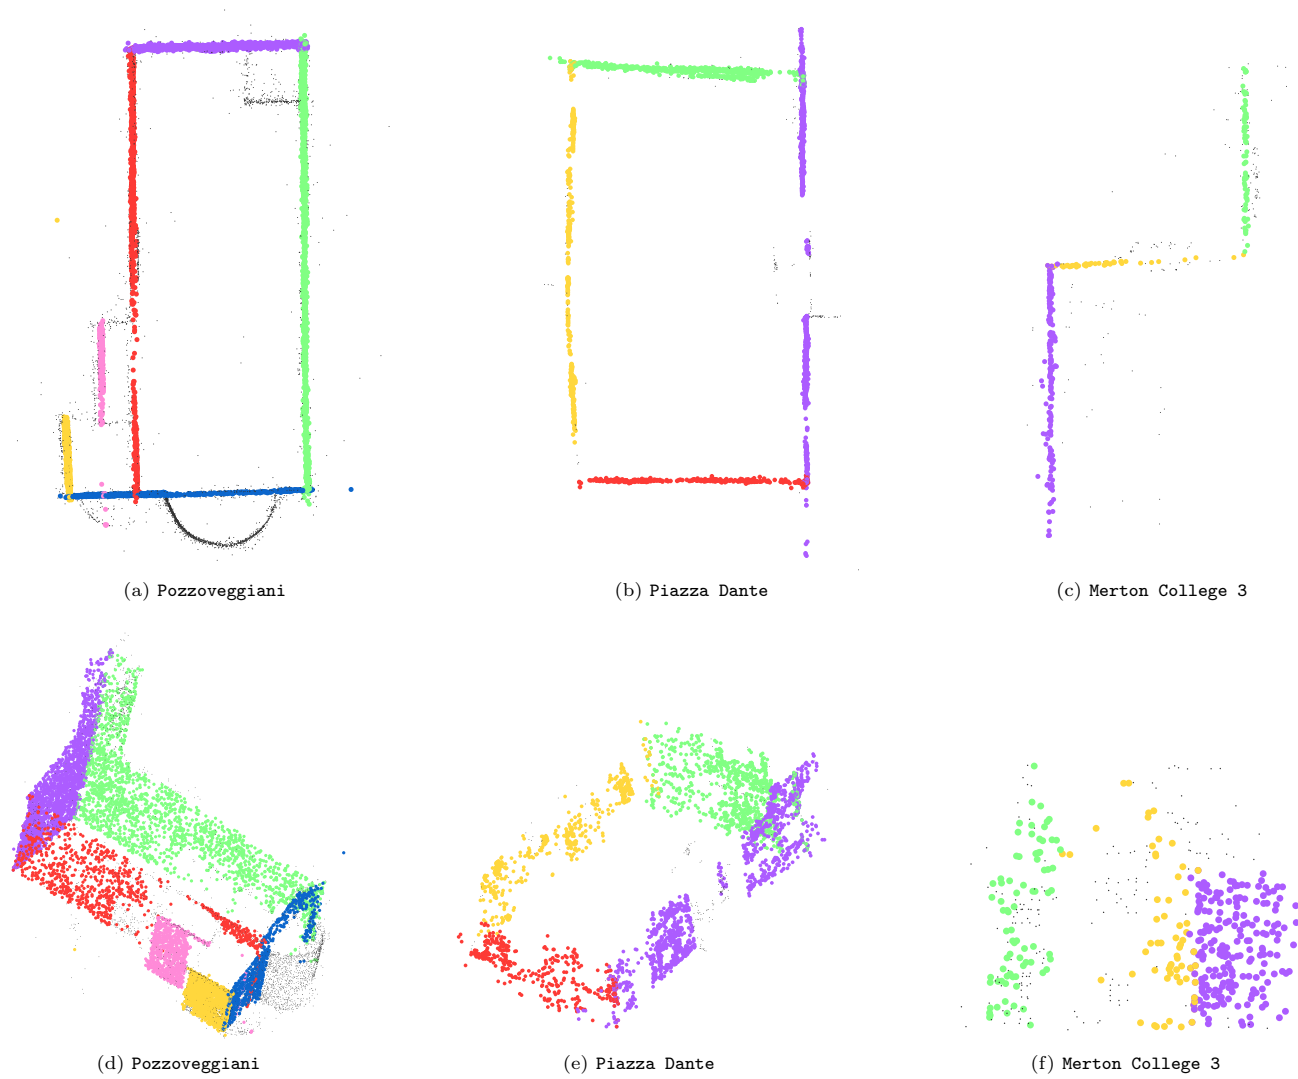 (a) Pozzoveggiani
(b) Piazza Dante
(c) Merton College 3
(d) Pozzoveggiani
(e) Piazza Dante
(f) Merton College 3